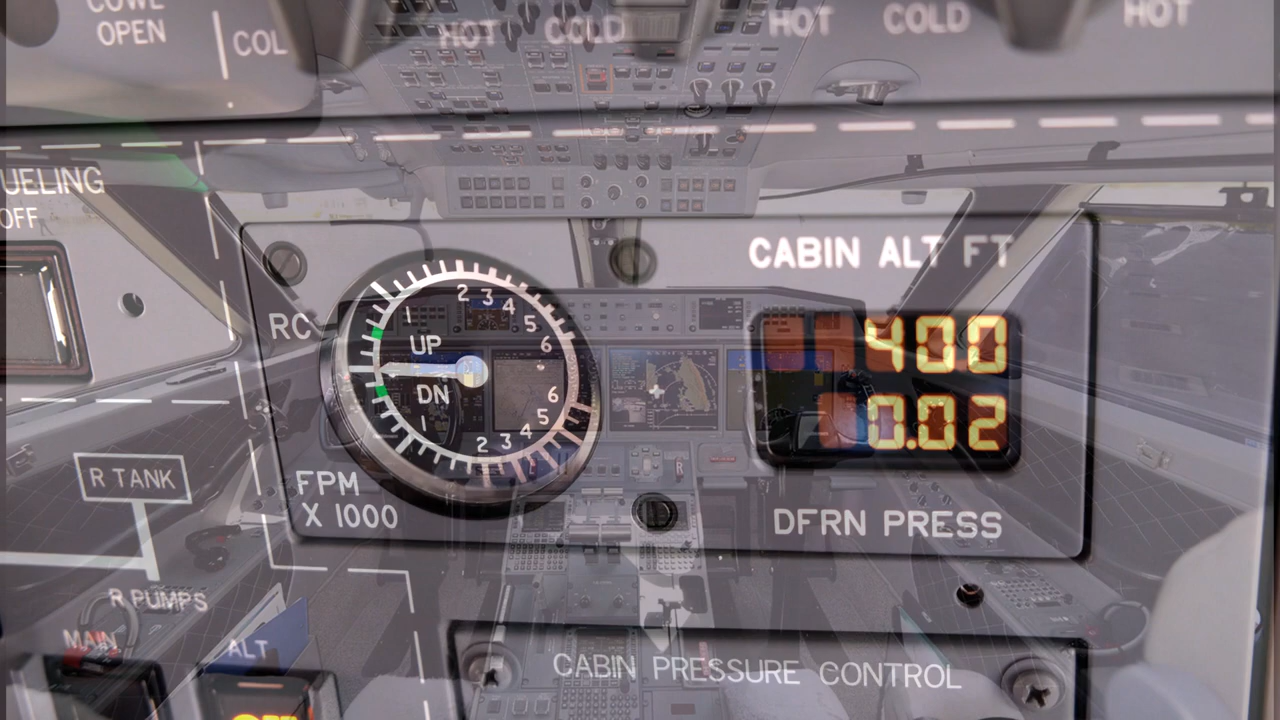 COWL
OPEN
COL
HOT
COLD
HOT
COLD
HOT
UELING
OFF
CABIN ALT FT
RC
1 2 3 4 5 6
UP
DN
1 2 3 4 5 6
400
0.02
FPM
X 1000
DFRN PRESS
R TANK
R
R PUMPS
MAIN
ALT
CABIN PRESSURE CONTROL